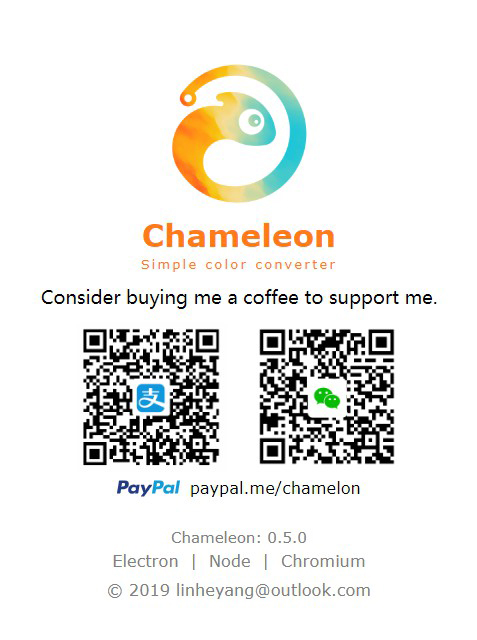 Chameleon
Simple color converter
Consider buying me a coffee to support me.
支
PayPal paypal.me/chamelon
Chameleon: 0.5.0
Electron | Node | Chromium
© 2019 linheyang@outlook.com